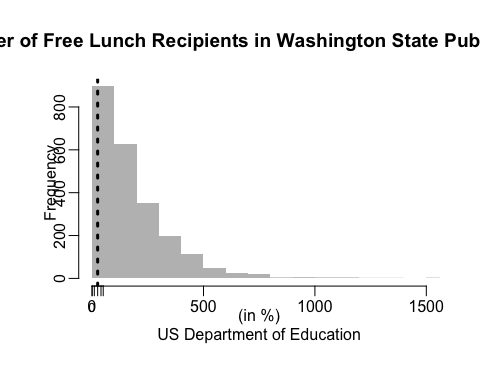 er of Free Lunch Recipients in Washington State Pub
800
600
400
200
0
Frequency
0 500 1000 1500
(in %)
US Department of Education